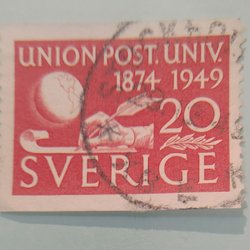 UNION POST. UNIV.
1874 1949
20
SVERIGE